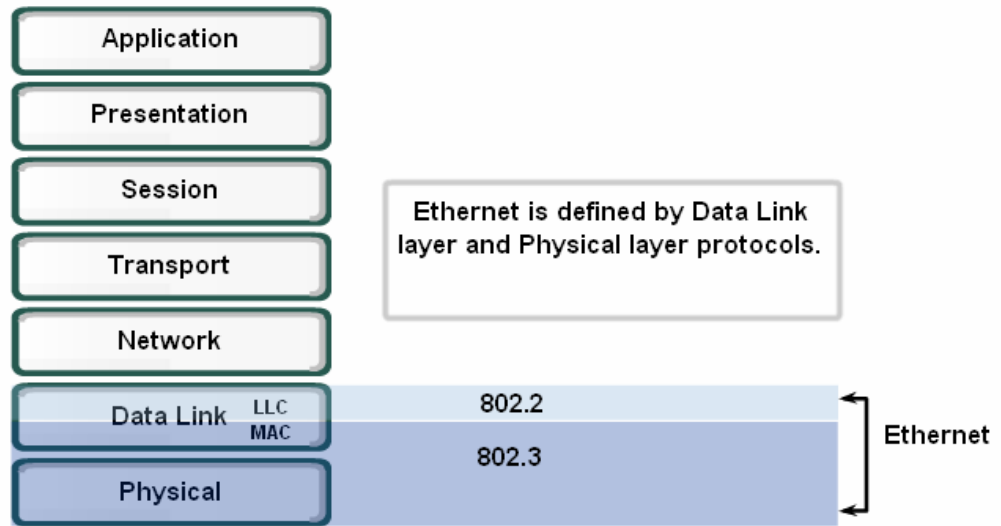 Application
Presentation
Session
Ethernet is defined by Data Link
layer and Physical layer protocols.
Transport
Network
Data Link
LLC
MAC
802.2
802.3
Ethernet
Physical